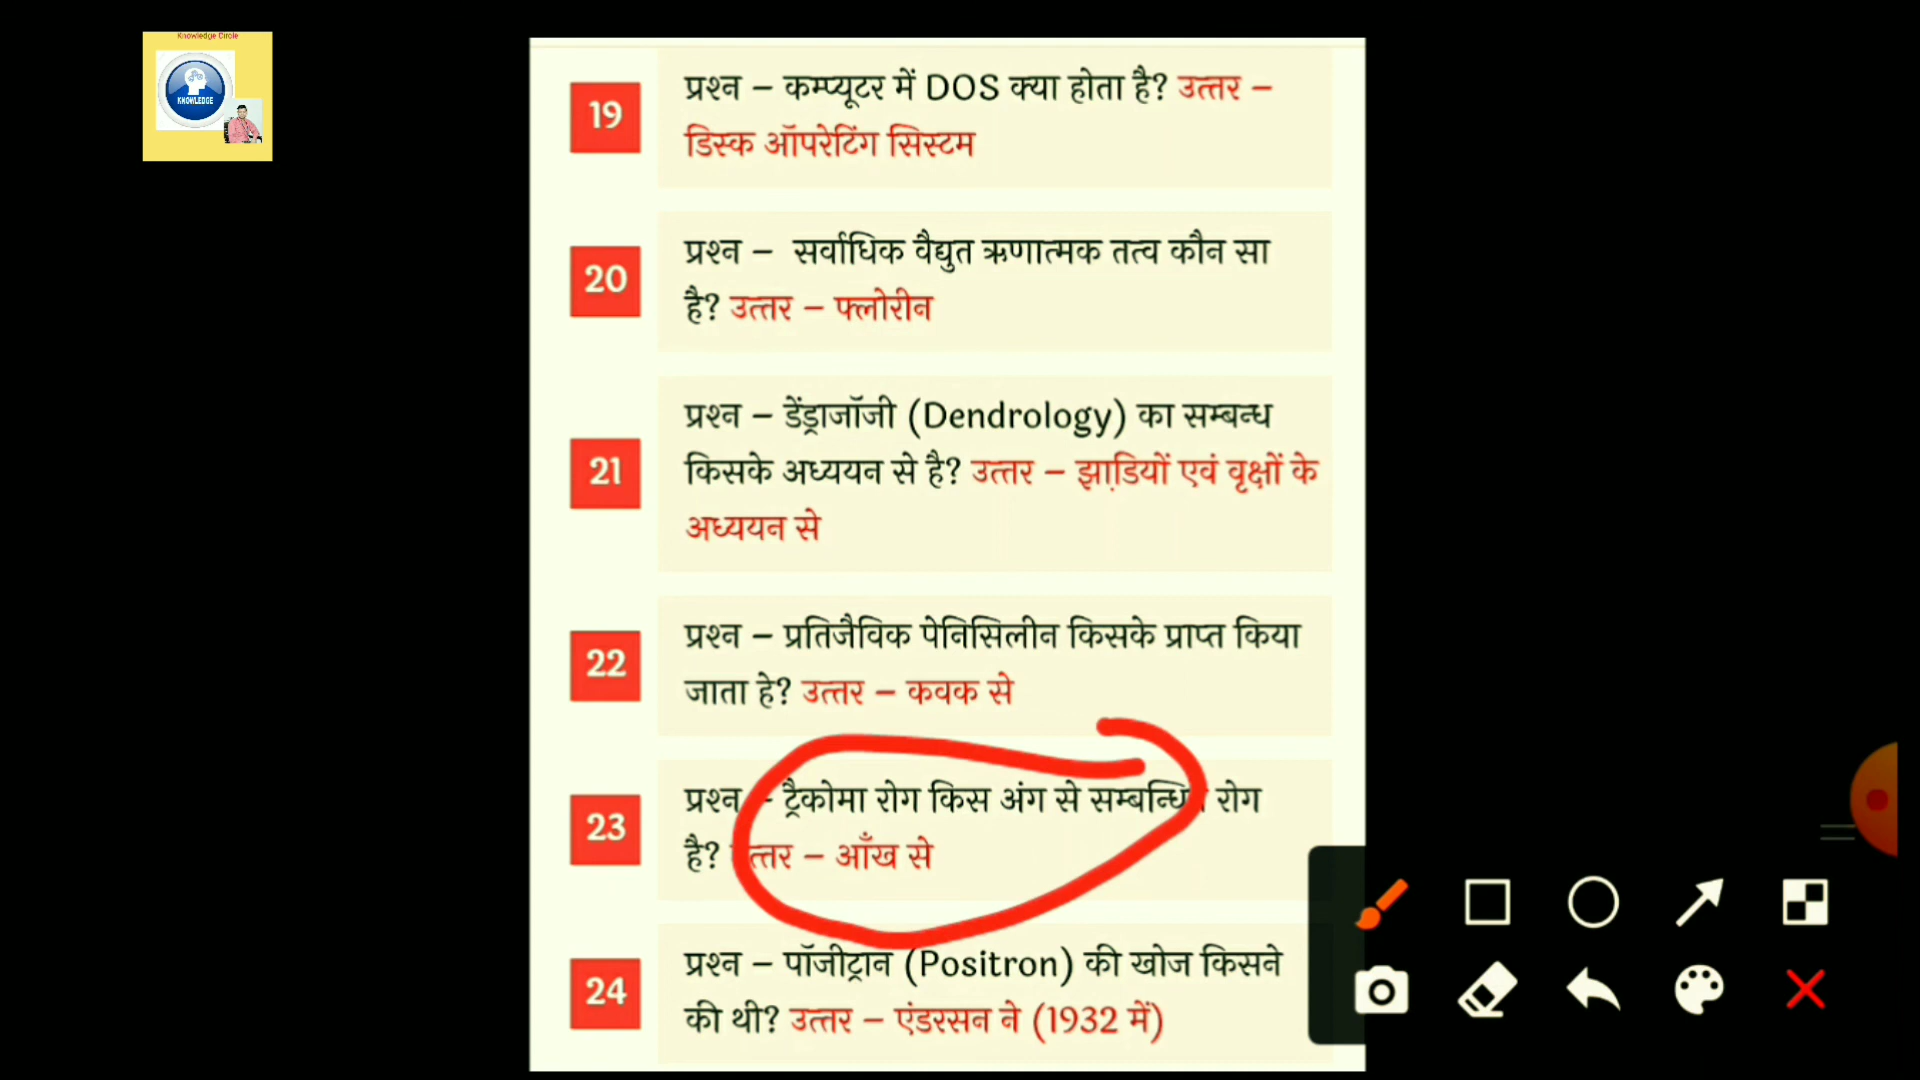 Knowledge Circle
KNOWLEDGE
19
प्रश्न – कम्प्यूटर में DOS क्या होता है? उत्तर –
डिस्क ऑपरेटिंग सिस्टम
20
प्रश्न – सर्वाधिक वैद्युत ऋणात्मक तत्व कौन सा
है? उत्तर – फ्लोरीन
21
प्रश्न – डेंड्राजॉजी (Dendrology) का सम्बन्ध
किसके अध्ययन से है? उत्तर – झाड़ियों एवं वृक्षों के
अध्ययन से
22
प्रश्न – प्रतिजैविक पेनिसिलीन किसके प्राप्त किया
जाता हे? उत्तर – कवक से
23
प्रश्न – ट्रैकोमा रोग किस अंग से सम्बन्धित रोग
है? उत्तर – आँख से
24
प्रश्न – पॉजीट्रान (Positron) की खोज किसने
की थी? उत्तर – एंडरसन ने (1932 में)